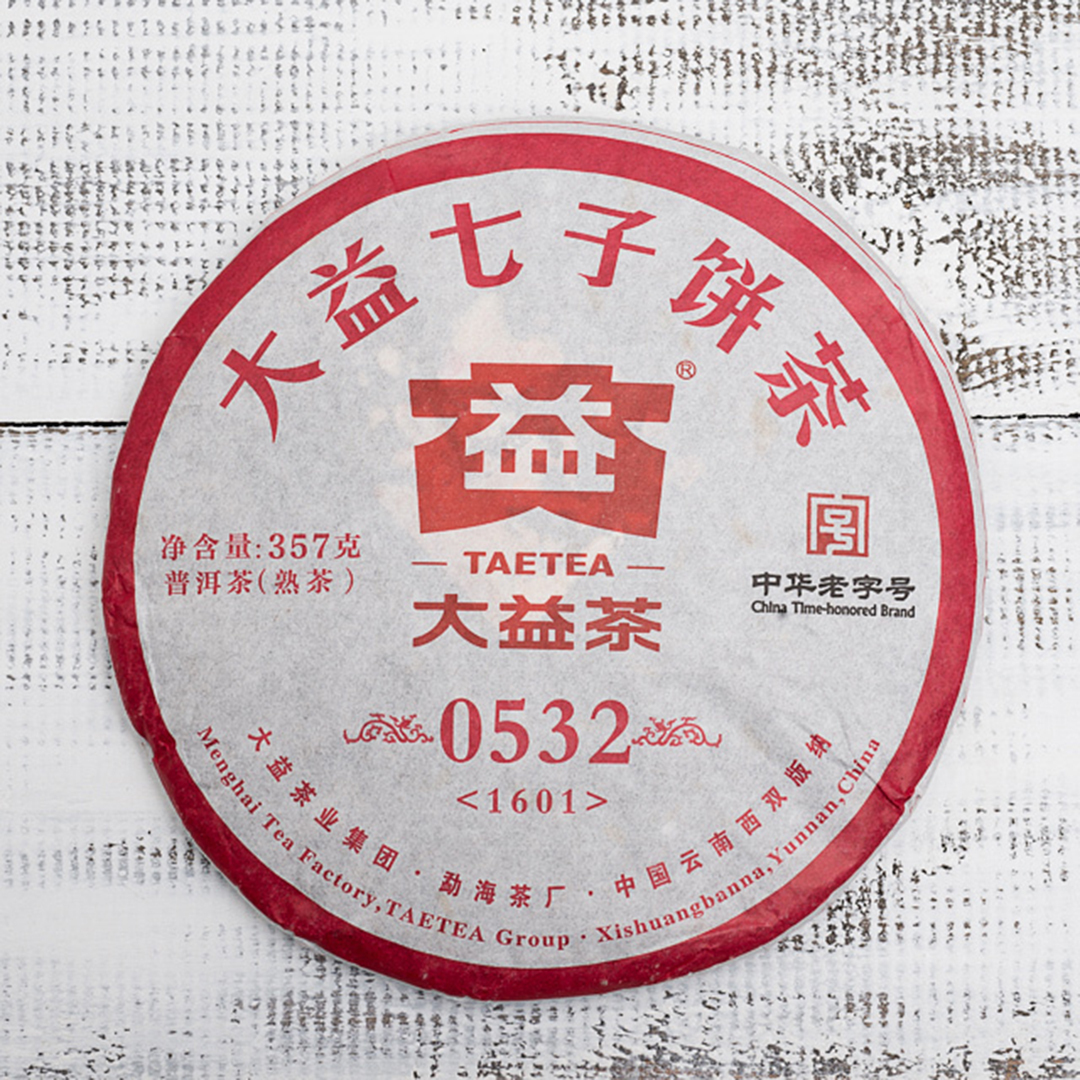 大益七子饼茶
益®
TAETEA
大益茶
净含量:357克
普洱茶(熟茶)
中华老字号
China Time-honored Brand
0532
<1601>
大益茶业集团·勐海茶厂·中国云南西双版纳
Menghai Tea Factory,TAETEA Group·Xishuangbanna,Yunnan,China